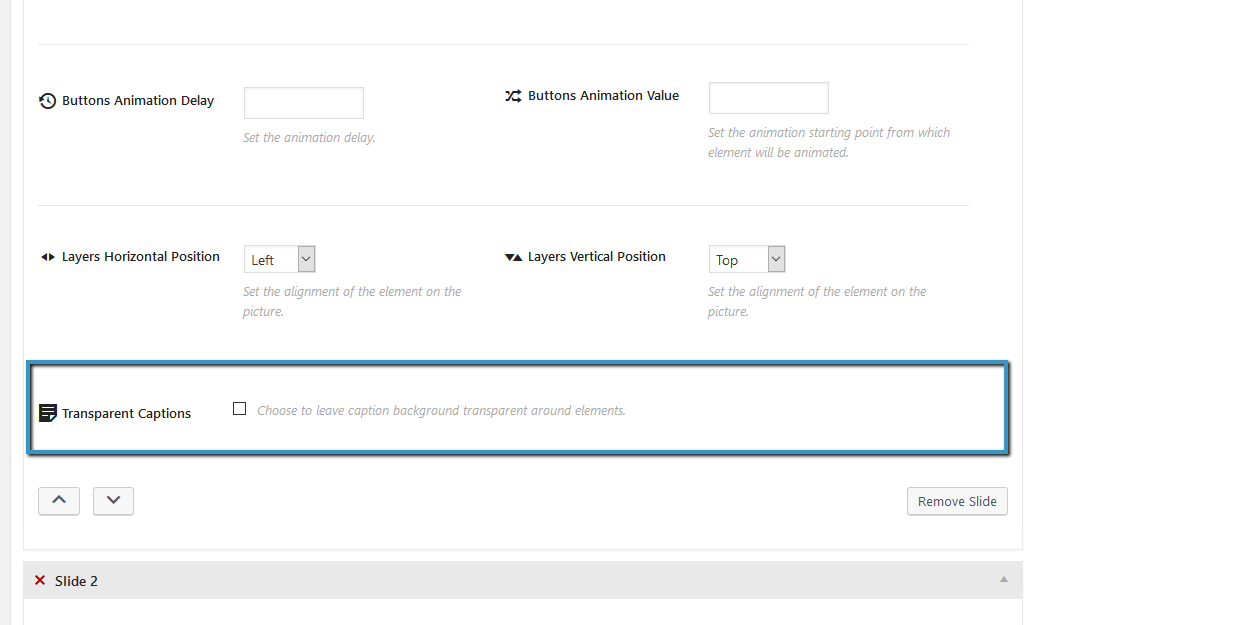 Buttons Animation Delay
Buttons Animation Value
Set the animation delay.
Set the animation starting point from which
element will be animated.
Layers Horizontal Position
Left
Layers Vertical Position
Top
Set the alignment of the element on the
picture.
Set the alignment of the element on the
picture.
Transparent Captions
Choose to leave caption background transparent around elements.
Remove Slide
Slide 2